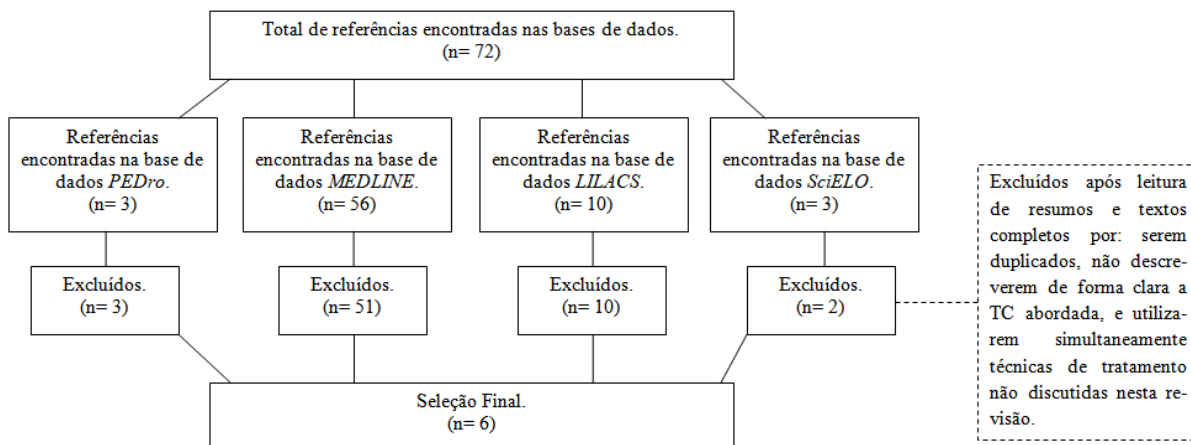 Total de referências encontradas nas bases de dados.
(n= 72)
Referências
encontradas na base de
dados PEDro.
(n= 3)
Referências
encontradas na base de
dados MEDLINE.
(n= 56)
Referências
encontradas na base de
dados LILACS.
(n= 10)
Referências
encontradas na base de
dados SciELO.
(n= 3)
Excluídos.
(n= 3)
Excluídos.
(n= 51)
Excluídos.
(n= 10)
Excluídos.
(n= 2)
Excluídos após leitura
de resumos e textos
completos por: serem
duplicados, não descre-
verem de forma clara a
TC abordada, e utiliza-
rem simultaneamente
técnicas de tratamento
não discutidas nesta re-
visão.
Seleção Final.
(n= 6)